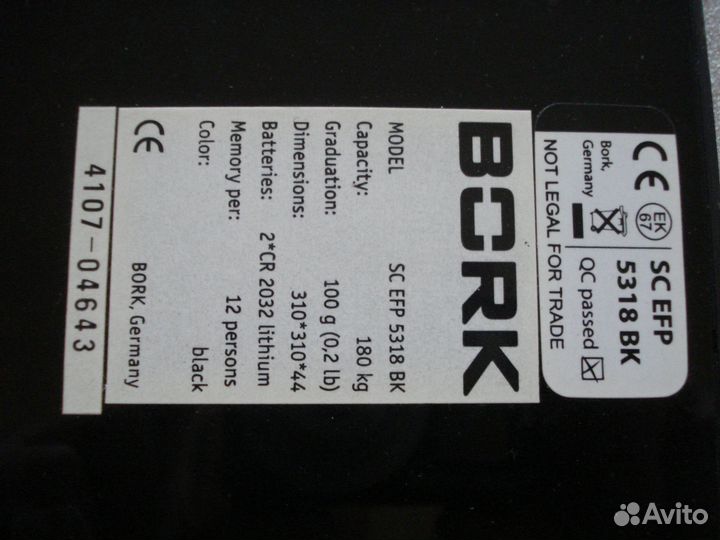 CE EK 67 SC EFP
5318 BK
Bork,
Germany
QC passed
NOT LEGAL FOR TRADE
BORK
MODEL SC EFP 5318 BK
Capacity: 180 kg
Graduation: 100 g (0,2 lb)
Dimensions: 310*310*44
Batteries: 2*CR 2032 lithium
Memory per: 12 persons
Color: black
CE BORK, Germany
4107-04643
Avito